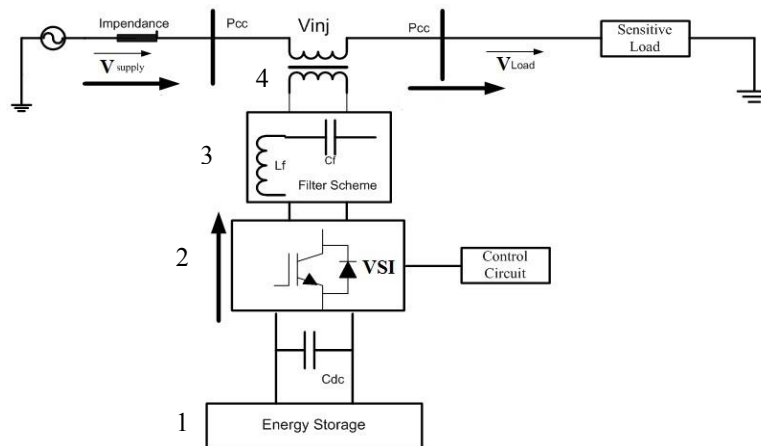 Impendance
Pcc
Vinj
Pcc
Sensitive
Load
V supply
V Load
4
3
Lf
Cf
Filter Scheme
2
VSI
Control
Circuit
Cdc
1
Energy Storage